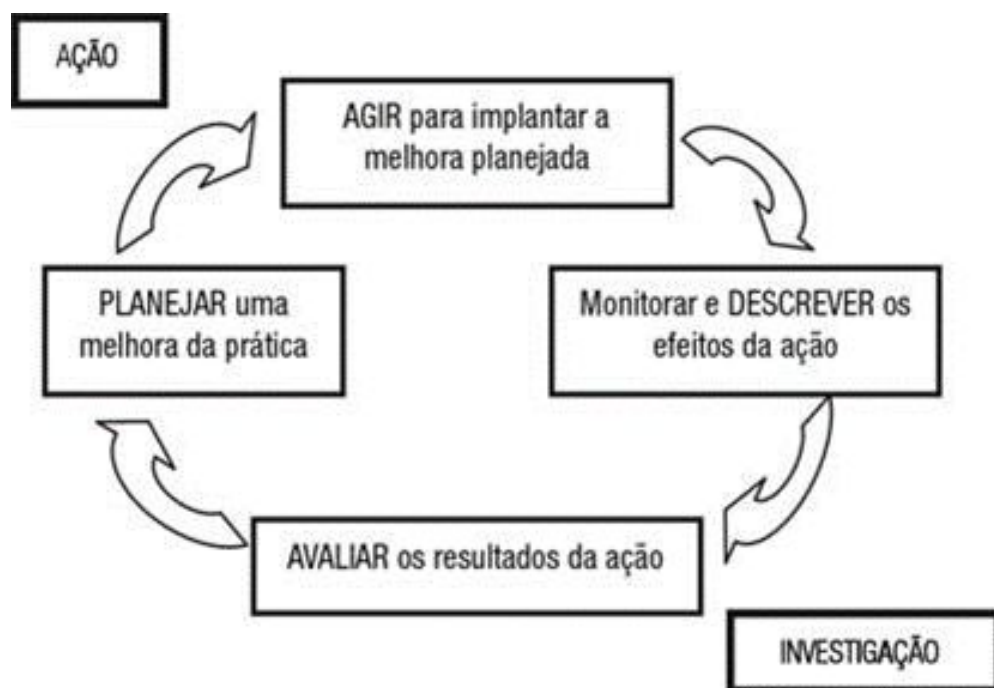 AÇÃO
AGIR para implantar a
melhora planejada
PLANEJAR uma
melhora da prática
Monitorar e DESCREVER os
efeitos da ação
AVALIAR os resultados da ação
INVESTIGAÇÃO